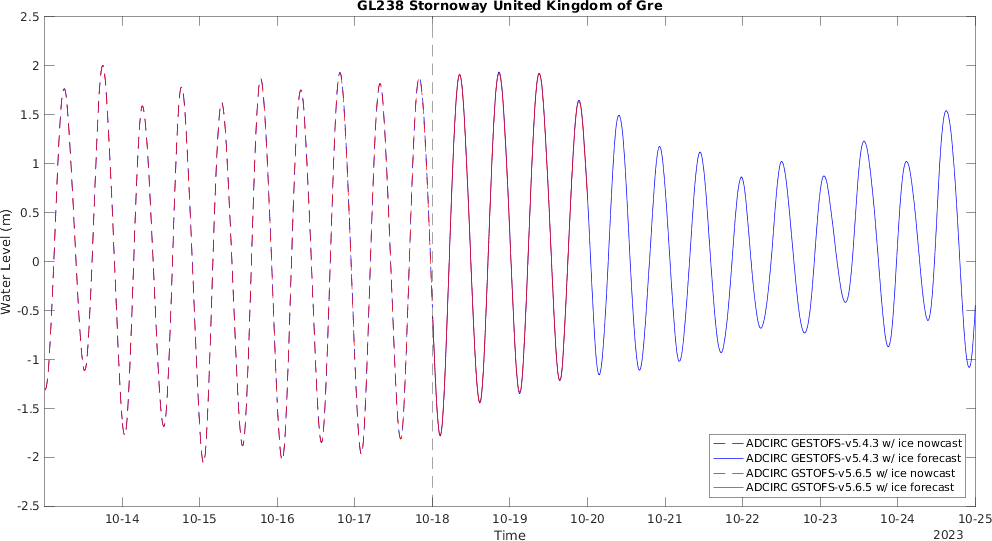 GL238 Stornoway United Kingdom of Gre
2.5
2
1.5
1
0.5
0
-0.5
-1
-1.5
-2
-2.5
Water Level (m)
10-14 10-15 10-16 10-17 10-18 10-19 10-20 10-21 10-22 10-23 10-24 10-25
Time
2023
ADCIRC GESTOFS-v5.4.3 w/ ice nowcast
ADCIRC GESTOFS-v5.4.3 w/ ice forecast
ADCIRC GSTOFS-v5.6.5 w/ ice nowcast
ADCIRC GSTOFS-v5.6.5 w/ ice forecast